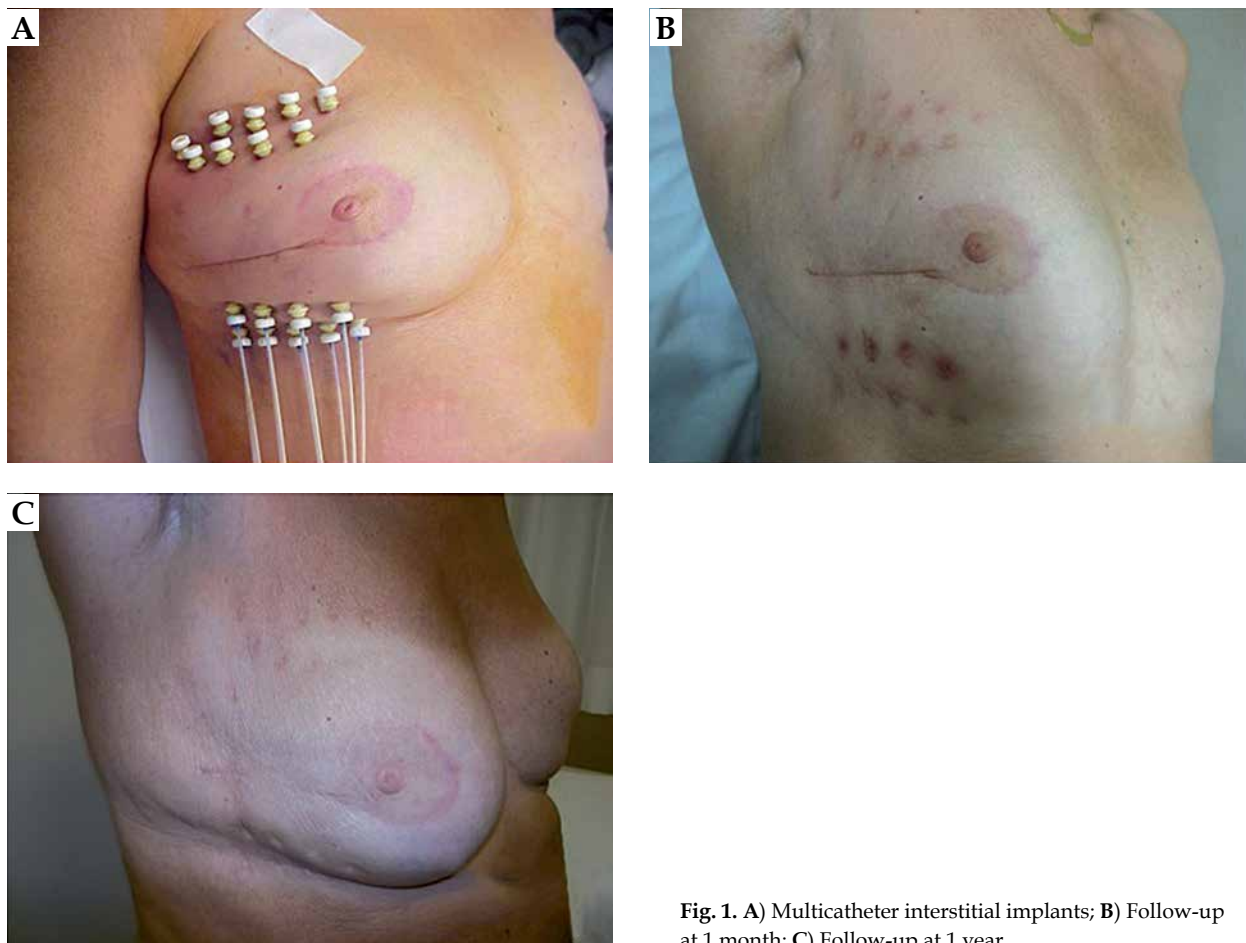 A
B
C
Fig. 1. A) Multicatheter interstitial implants; B) Follow-up
at 1 month; C) Follow-up at 1 year